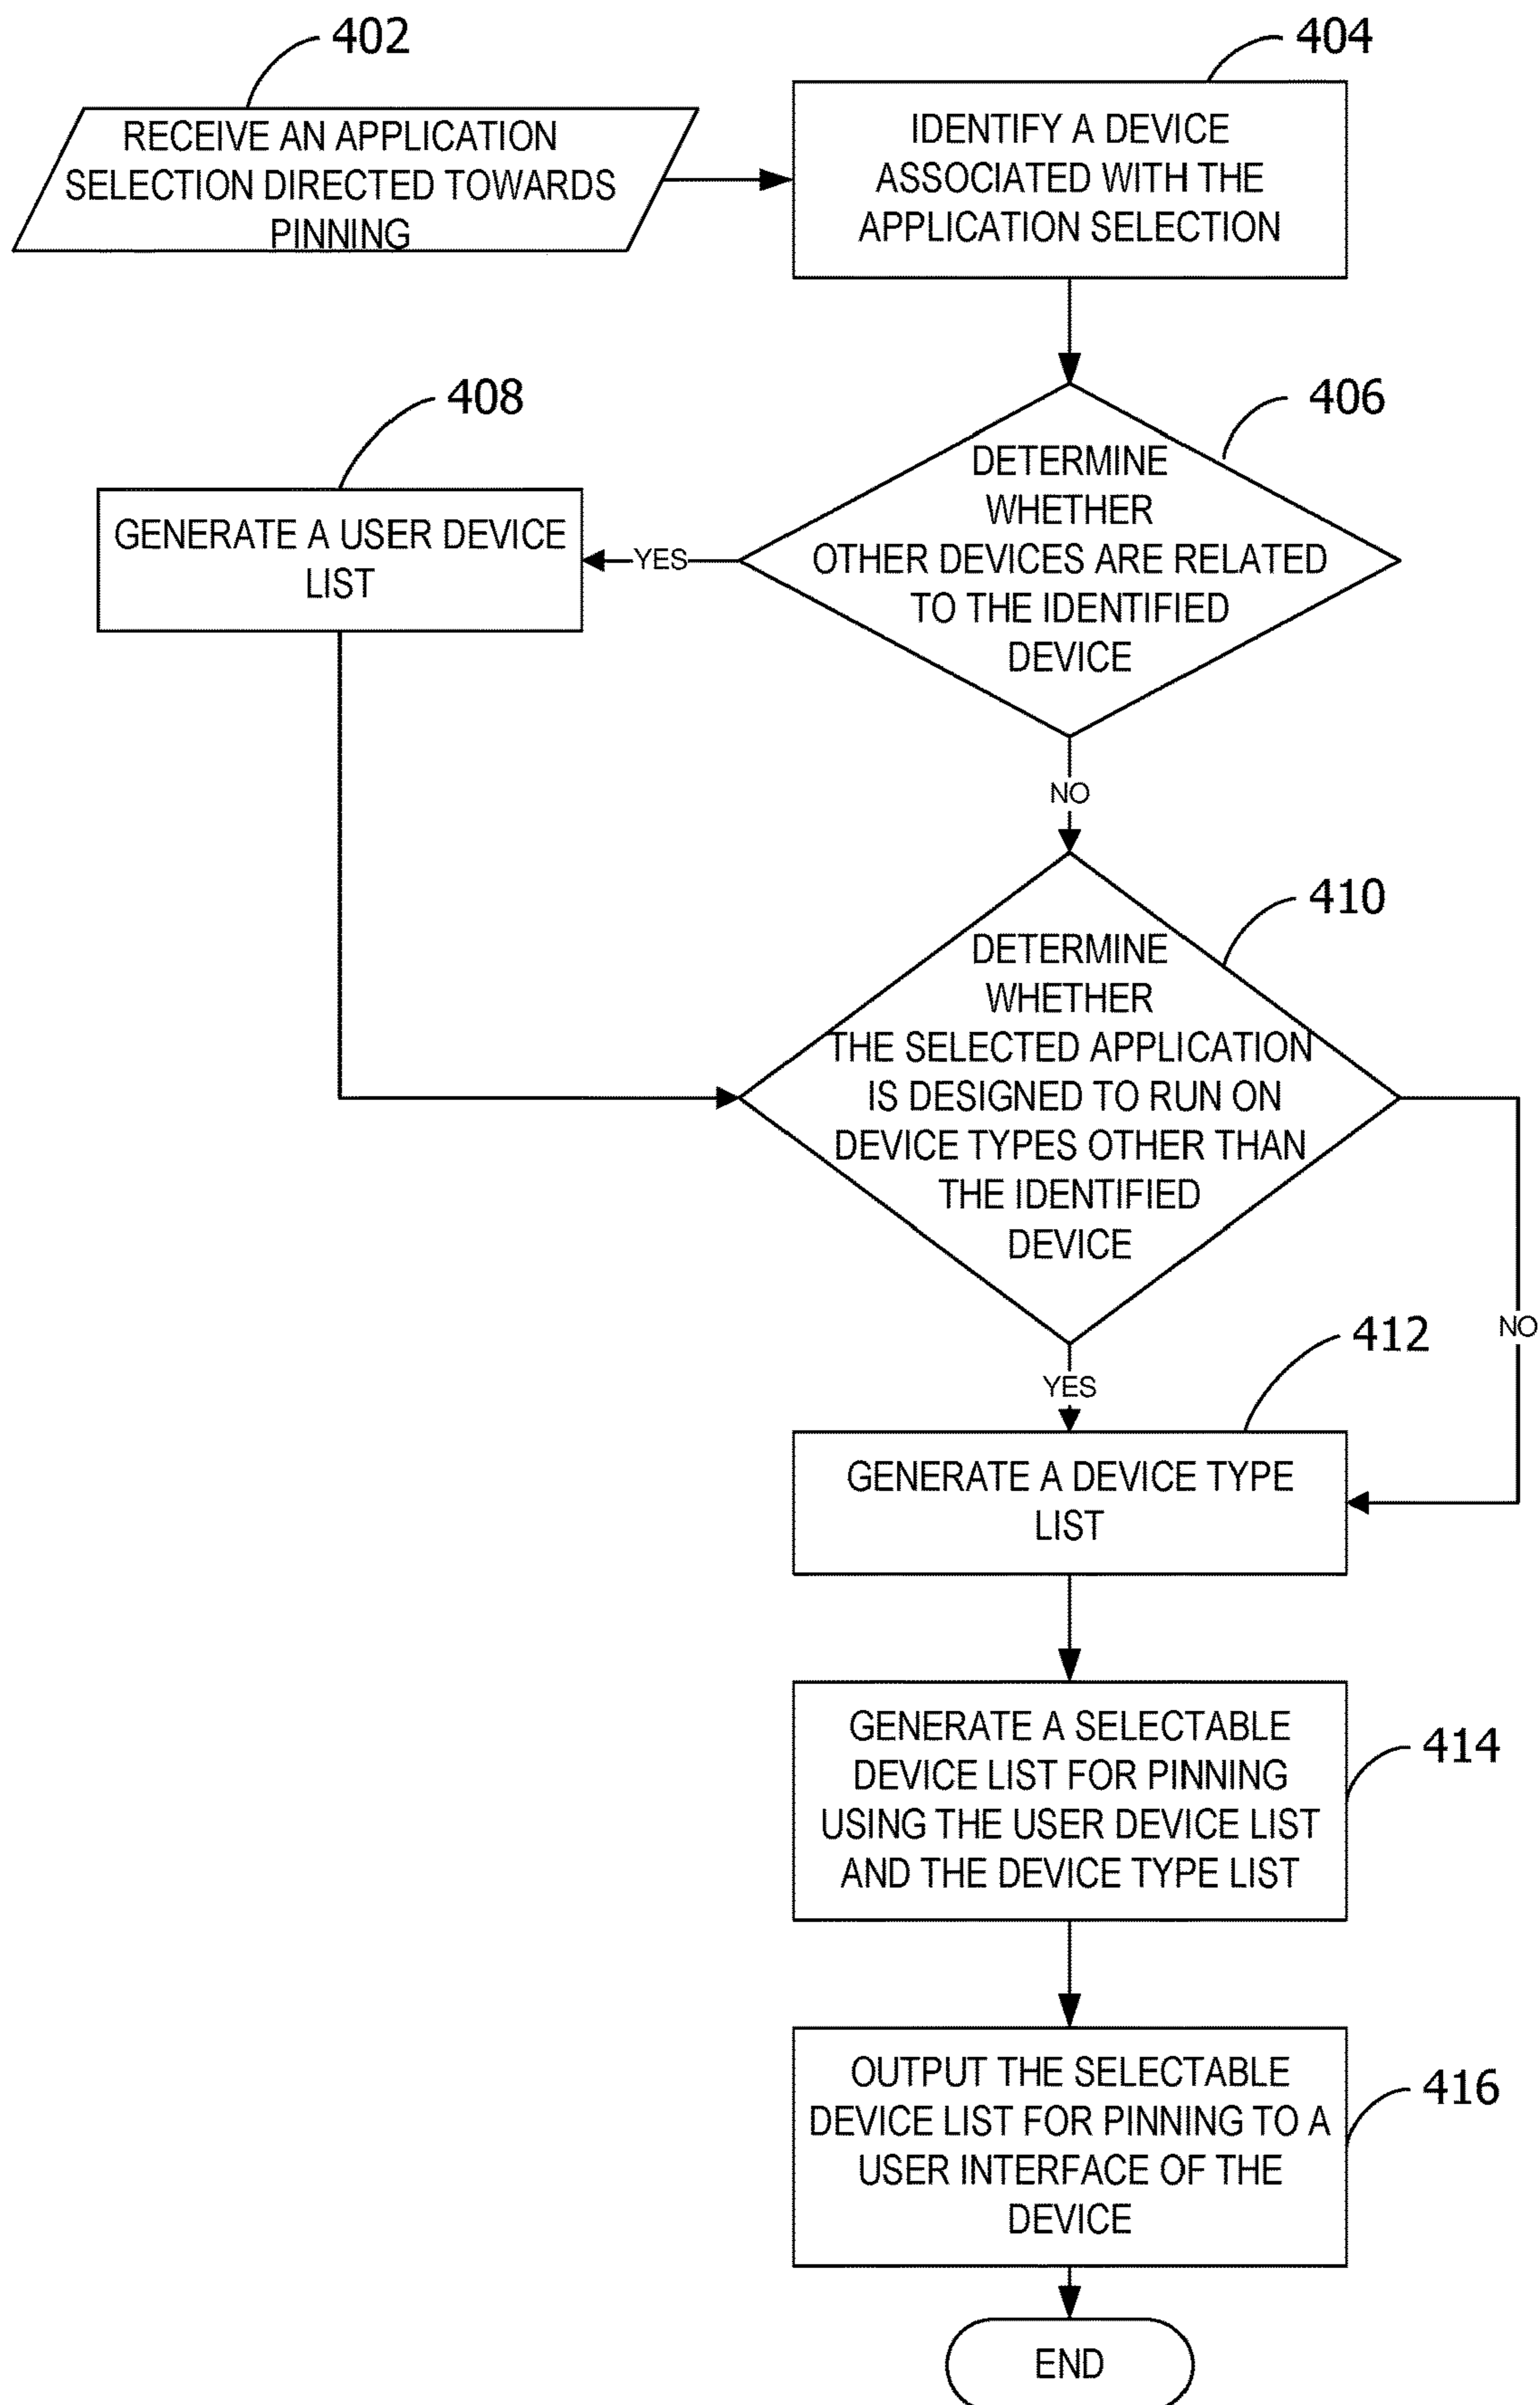 402
RECEIVE AN APPLICATION
SELECTION DIRECTED TOWARDS
PINNING
404
IDENTIFY A DEVICE
ASSOCIATED WITH THE
APPLICATION SELECTION
406
DETERMINE
WHETHER
OTHER DEVICES ARE RELATED
TO THE IDENTIFIED
DEVICE
YES
408
GENERATE A USER DEVICE
LIST
NO
410
DETERMINE
WHETHER
THE SELECTED APPLICATION
IS DESIGNED TO RUN ON
DEVICE TYPES OTHER THAN
THE IDENTIFIED
DEVICE
NO
YES
412
GENERATE A DEVICE TYPE
LIST
414
GENERATE A SELECTABLE
DEVICE LIST FOR PINNING
USING THE USER DEVICE LIST
AND THE DEVICE TYPE LIST
416
OUTPUT THE SELECTABLE
DEVICE LIST FOR PINNING TO A
USER INTERFACE OF THE
DEVICE
END